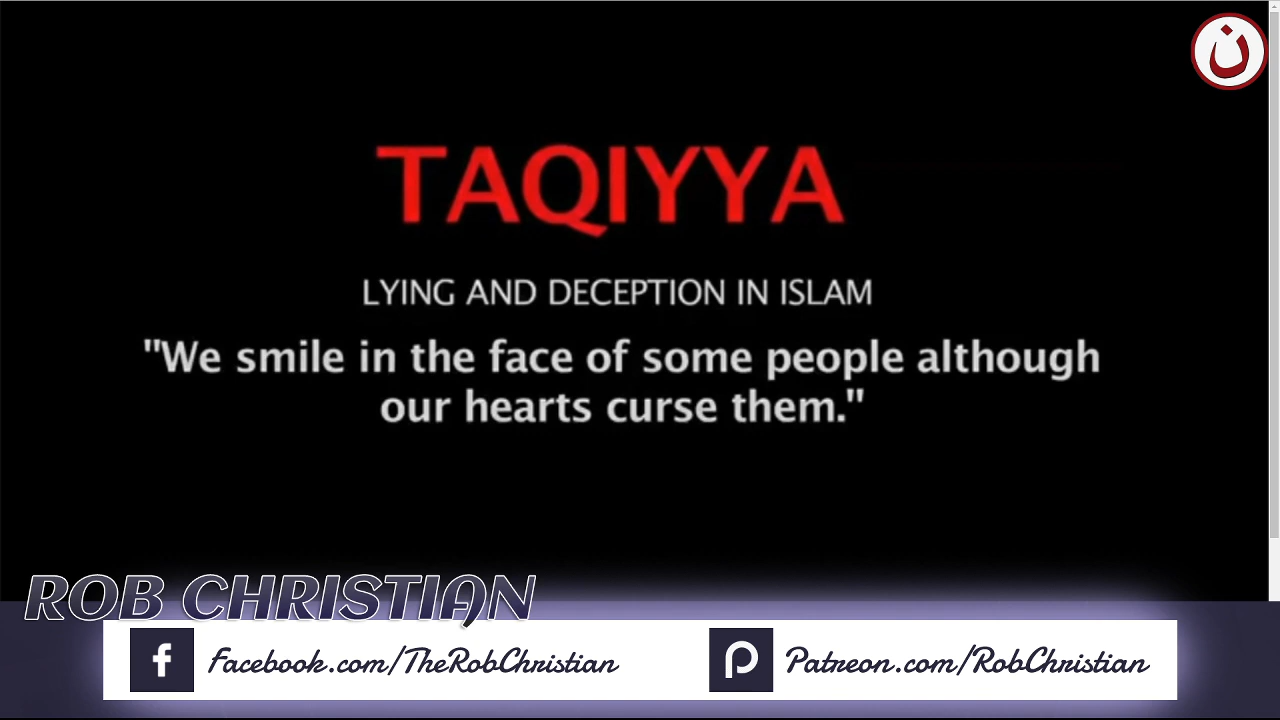 ن
TAQIYYA
LYING AND DECEPTION IN ISLAM
"We smile in the face of some people although
our hearts curse them."
ROB CHRISTIAN
f Facebook.com/TheRobChristian
Patreon.com/RobChristian